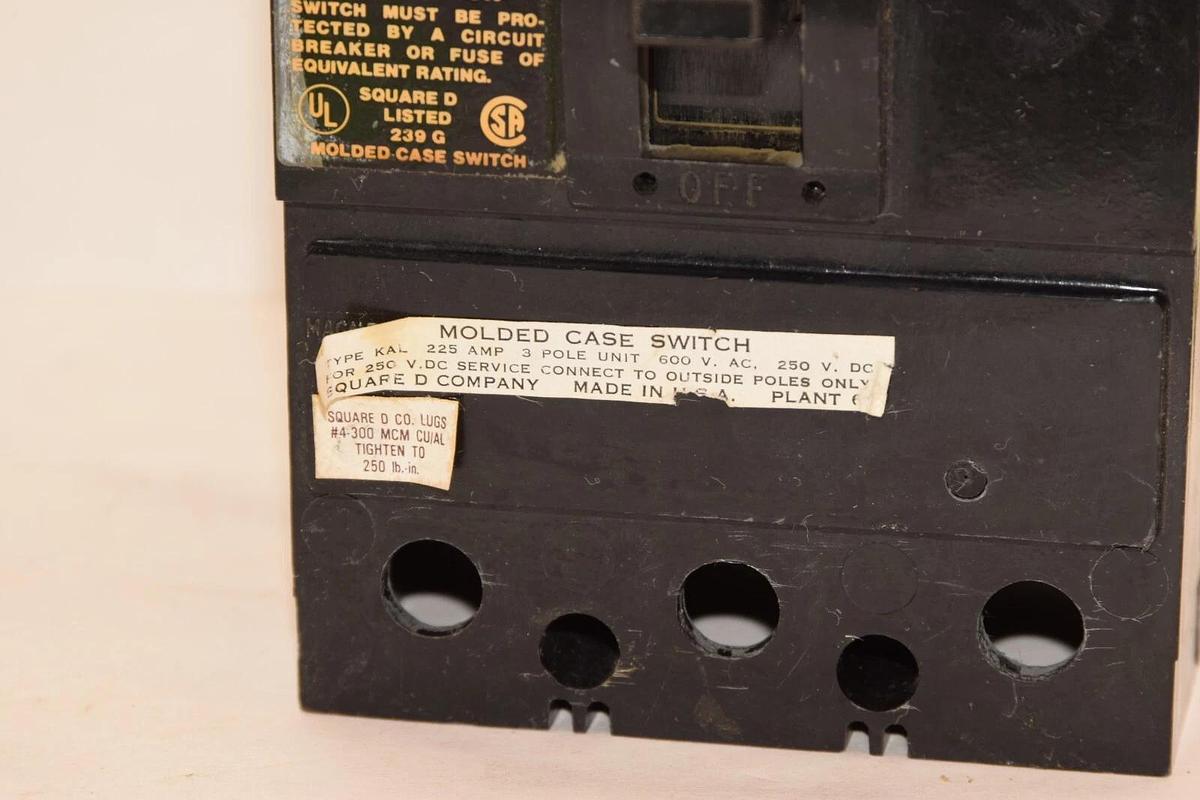 SWITCH MUST BE PRO-
TECTED BY A CIRCUIT
BREAKER OR FUSE OF
EQUIVALENT RATING.
UL
SQUARE D
LISTED
239 G
SA
MOLDED CASE SWITCH
OFF
MOLDED CASE SWITCH
TYPE KAL 225 AMP 3 POLE UNIT 600 V. AC, 250 V. DC
FOR 250 V.DC SERVICE CONNECT TO OUTSIDE POLES ONLY
SQUARE D COMPANY MADE IN U.S.A. PLANT
SQUARE D CO. LUGS
#4-300 MCM CU/AL
TIGHTEN TO
250 lb.-in.